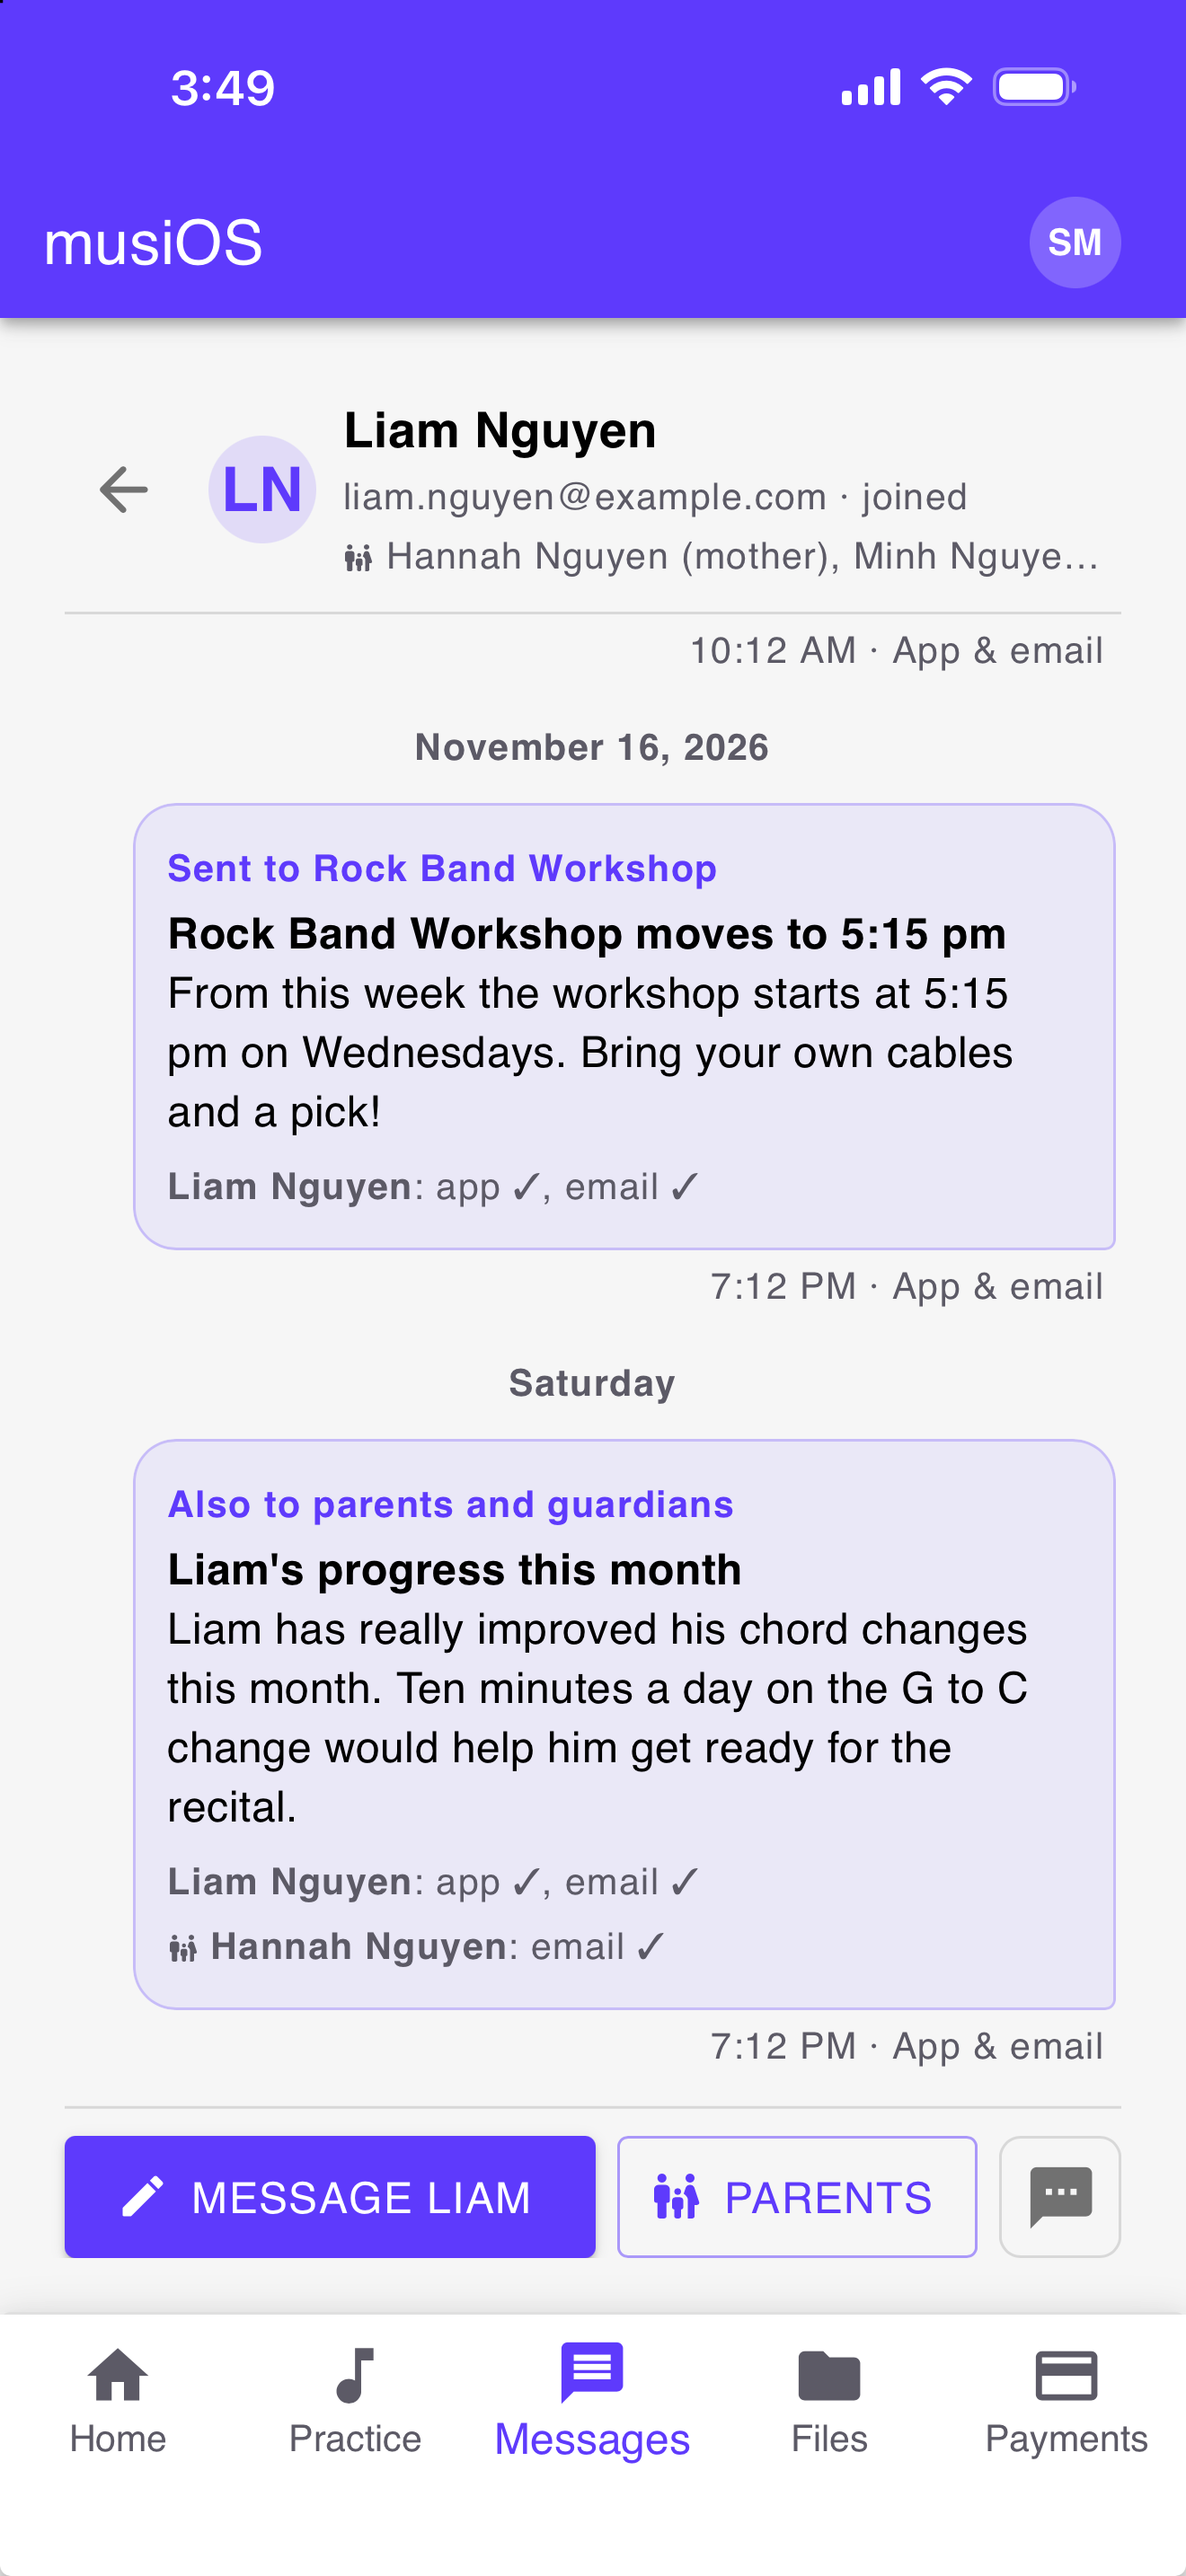 3:49
musiOS
SM
LN
Liam Nguyen
liam.nguyen@example.com · joined
Hannah Nguyen (mother), Minh Nguye...
10:12 AM · App & email
November 16, 2026
Sent to Rock Band Workshop
Rock Band Workshop moves to 5:15 pm
From this week the workshop starts at 5:15
pm on Wednesdays. Bring your own cables
and a pick!
Liam Nguyen: app ✓, email ✓
7:12 PM · App & email
Saturday
Also to parents and guardians
Liam's progress this month
Liam has really improved his chord changes
this month. Ten minutes a day on the G to C
change would help him get ready for the
recital.
Liam Nguyen: app ✓, email ✓
Hannah Nguyen: email ✓
7:12 PM · App & email
MESSAGE LIAM
PARENTS
Home
Practice
Messages
Files
Payments